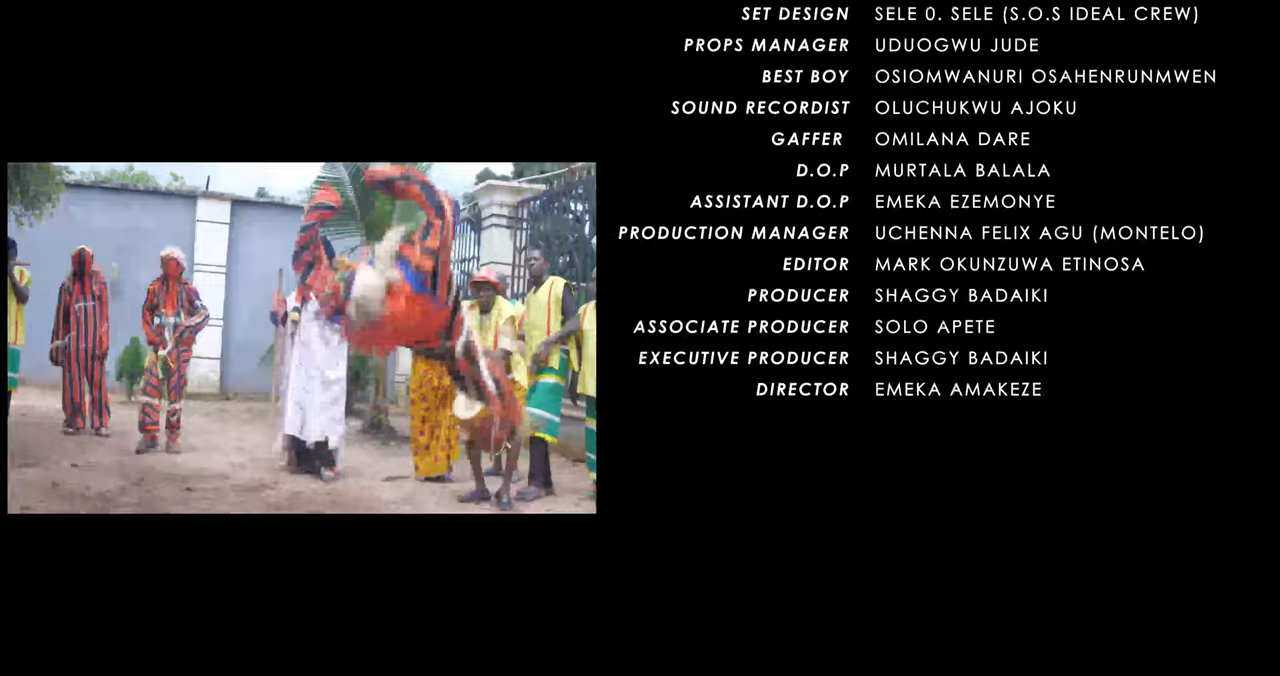 SET DESIGN SELE 0. SELE (S.O.S IDEAL CREW)
PROPS MANAGER UDUOGWU JUDE
BEST BOY OSIOMWANURI OSAHENRUNMWEN
SOUND RECORDIST OLUCHUKWU AJOKU
GAFFER OMILANA DARE
D.O.P MURTALA BALALA
ASSISTANT D.O.P EMEKA EZEMONYE
PRODUCTION MANAGER UCHENNA FELIX AGU (MONTELO)
EDITOR MARK OKUNZUWA ETINOSA
PRODUCER SHAGGY BADAIKI
ASSOCIATE PRODUCER SOLO APETE
EXECUTIVE PRODUCER SHAGGY BADAIKI
DIRECTOR EMEKA AMAKEZE